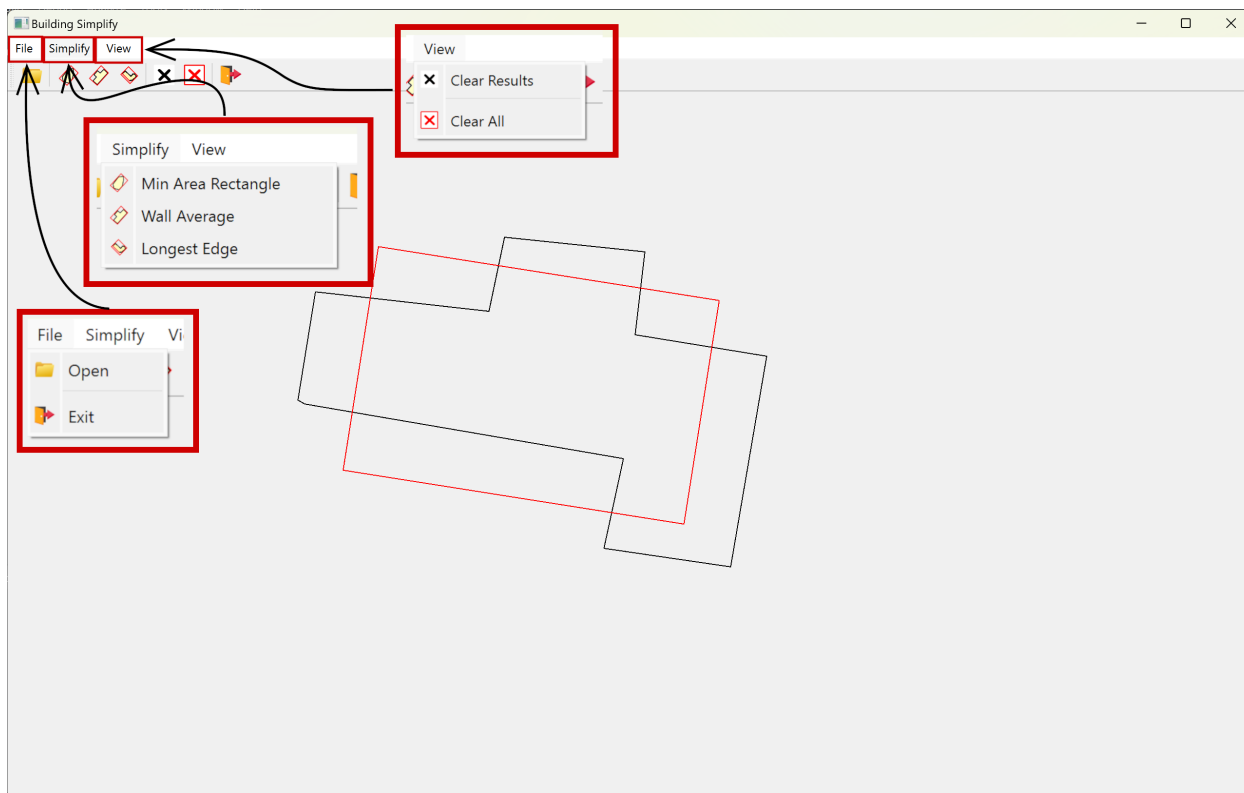 Building Simplify
File Simplify View
View
Clear Results
Clear All
Simplify View
Min Area Rectangle
Wall Average
Longest Edge
File Simplify Vi
Open
Exit